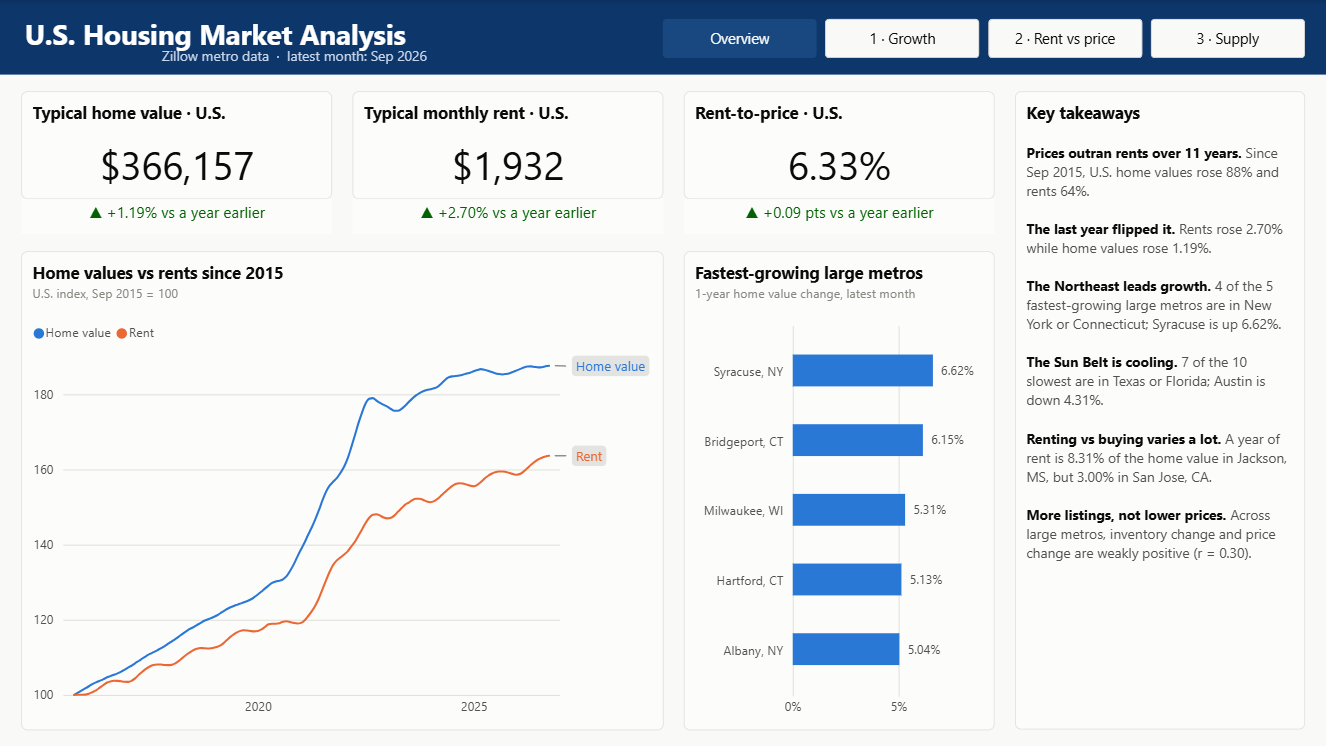 U.S. Housing Market Analysis
Zillow metro data · latest month: Sep 2026
Overview
1 · Growth
2 · Rent vs price
3 · Supply
Typical home value · U.S.
$366,157
▲ +1.19% vs a year earlier
Typical monthly rent · U.S.
$1,932
▲ +2.70% vs a year earlier
Rent-to-price · U.S.
6.33%
▲ +0.09 pts vs a year earlier
Home values vs rents since 2015
U.S. index, Sep 2015 = 100
Home value
Rent
180
160
140
120
100
2020
2025
Home value
Rent
Fastest-growing large metros
1-year home value change, latest month
Syracuse, NY 6.62%
Bridgeport, CT 6.15%
Milwaukee, WI 5.31%
Hartford, CT 5.13%
Albany, NY 5.04%
0%
5%
Key takeaways
Prices outran rents over 11 years. Since
Sep 2015, U.S. home values rose 88% and
rents 64%.
The last year flipped it. Rents rose 2.70%
while home values rose 1.19%.
The Northeast leads growth. 4 of the 5
fastest-growing large metros are in New
York or Connecticut; Syracuse is up 6.62%.
The Sun Belt is cooling. 7 of the 10
slowest are in Texas or Florida; Austin is
down 4.31%.
Renting vs buying varies a lot. A year of
rent is 8.31% of the home value in Jackson,
MS, but 3.00% in San Jose, CA.
More listings, not lower prices. Across
large metros, inventory change and price
change are weakly positive (r = 0.30).